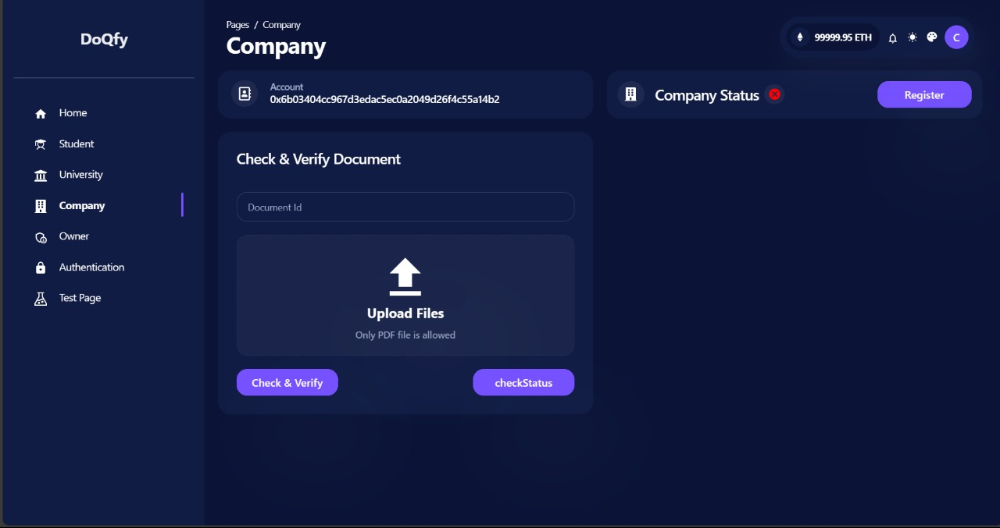 DoQfy
Home
Student
University
Company
Owner
Authentication
Test Page
Pages / Company
Company
99999.95 ETH
C
Account
0x6b03404cc967d3edac5ec0a2049d26f4c55a14b2
Company Status
Register
Check & Verify Document
Document Id
Upload Files
Only PDF file is allowed
Check & Verify
checkStatus